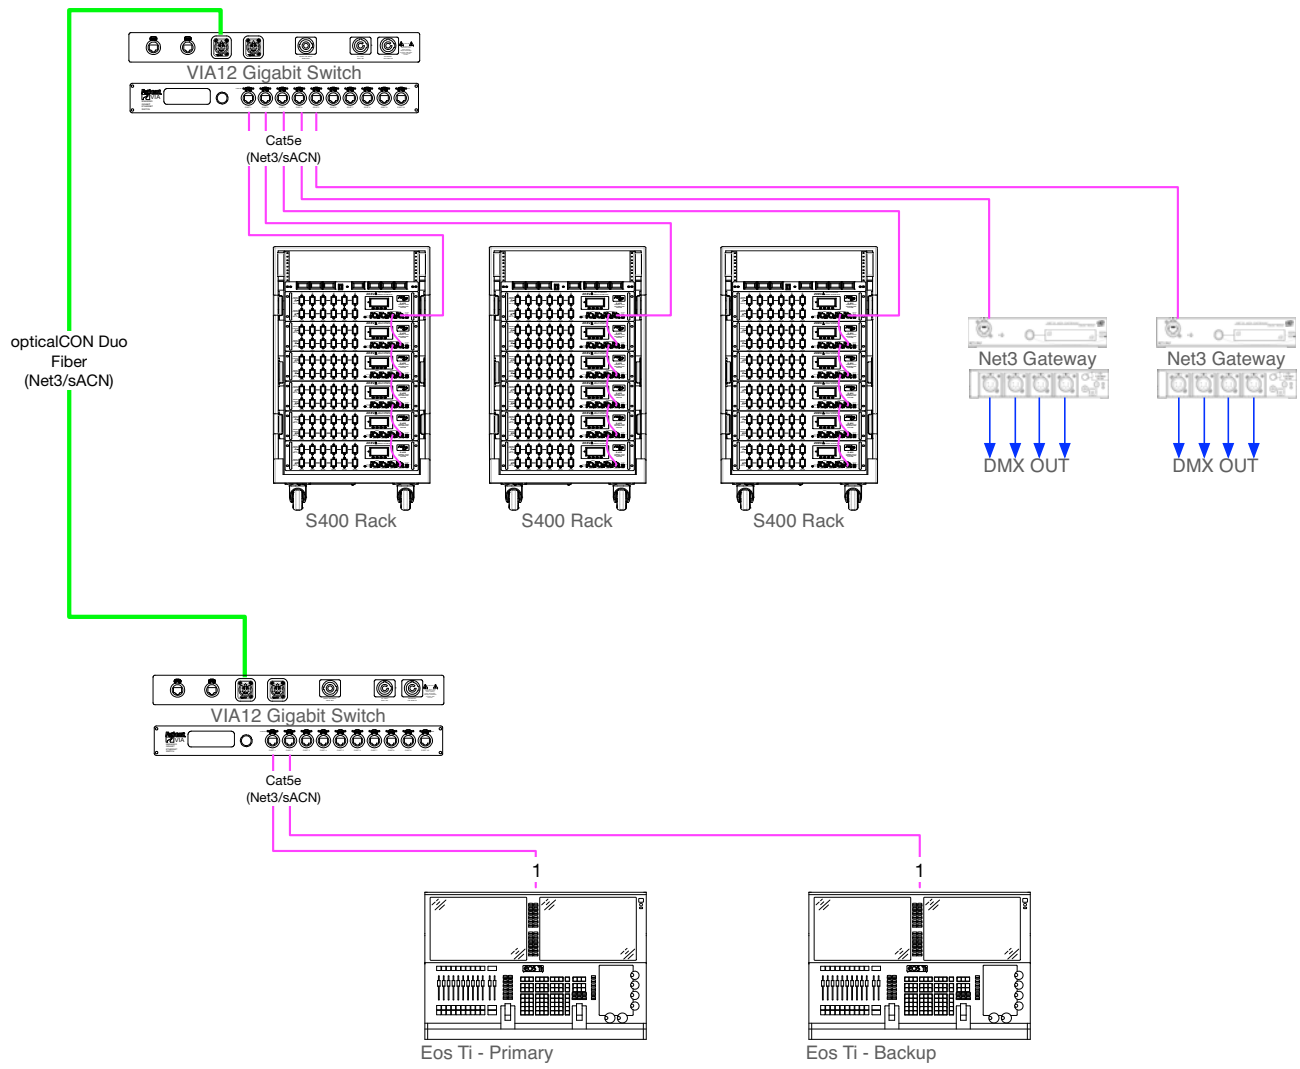 VIA12 Gigabit Switch
Cat5e
(Net3/sACN)
opticalCON Duo
Fiber
(Net3/sACN)
Net3 Gateway
Net3 Gateway
DMX OUT
DMX OUT
S400 Rack
S400 Rack
S400 Rack
VIA12 Gigabit Switch
Cat5e
(Net3/sACN)
1
1
Eos Ti - Primary
Eos Ti - Backup